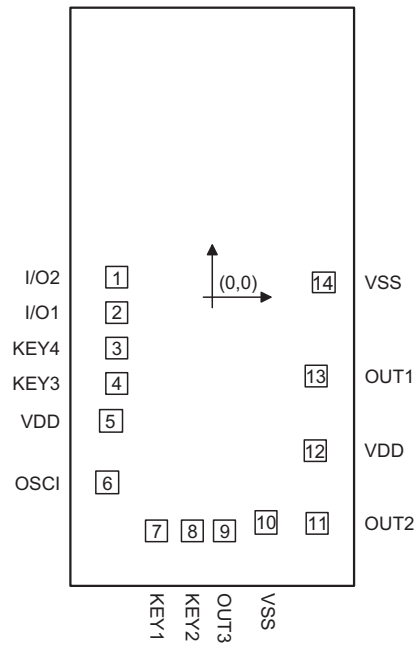 I/O2 1 (0,0) 14 VSS
I/O1 2
KEY4 3
KEY3 4 13 OUT1
VDD 5
12 VDD
OSCI 6
7 8 9 10 11 OUT2
KEY1
KEY2
OUT3
VSS